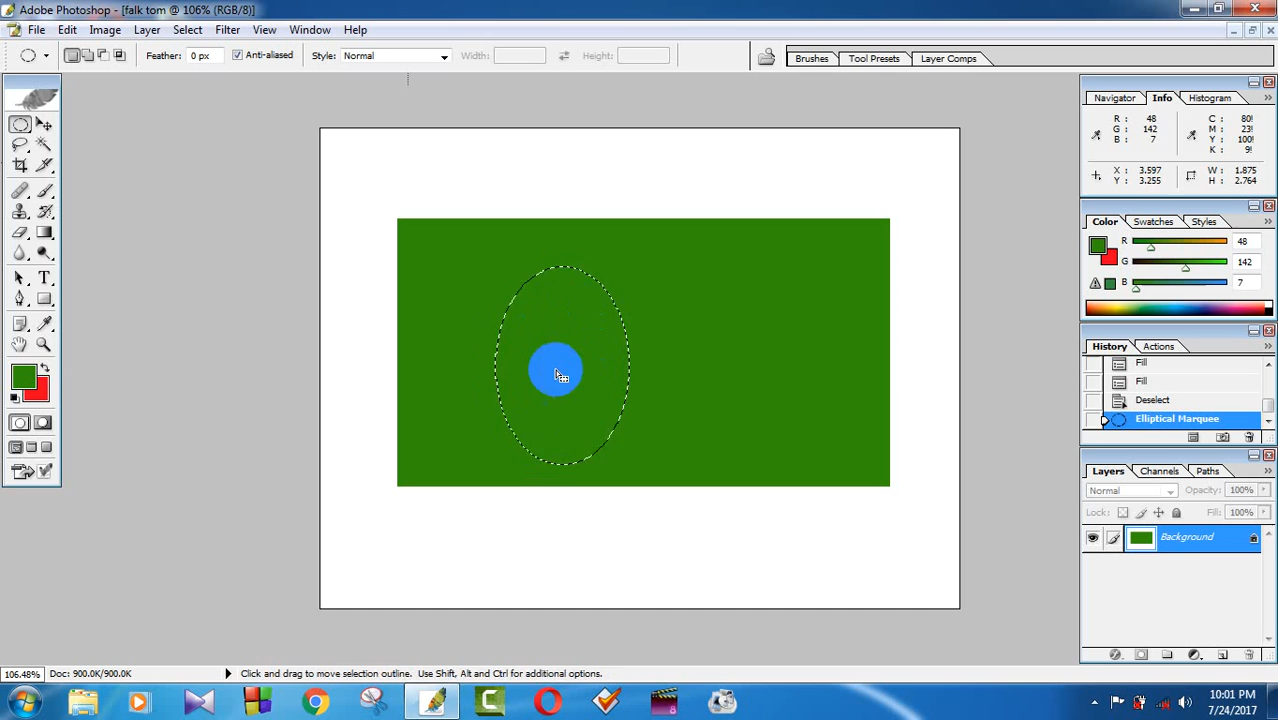 Adobe Photoshop - [falk tom @ 106% (RGB/8)]
File Edit Image Layer Select Filter View Window Help
Feather: 0 px Anti-aliased Style: Normal Width: Height: Brushes Tool Presets Layer Comps
Navigator Info Histogram
R: 48 C: 80!
G: 142 M: 23!
B: 7 Y: 100!
K: 9!
X: 3.597 W: 1.875
Y: 3.255 H: 2.764
Color Swatches Styles
R 48
G 142
B 7
History Actions
Fill
Fill
Deselect
Elliptical Marquee
Layers Channels Paths
Normal Opacity: 100%
Lock: Fill: 100%
Background
106.48% Doc: 900.0K/900.0K Click and drag to move selection outline. Use Shift, Alt and Ctrl for additional options.
10:01 PM
7/24/2017